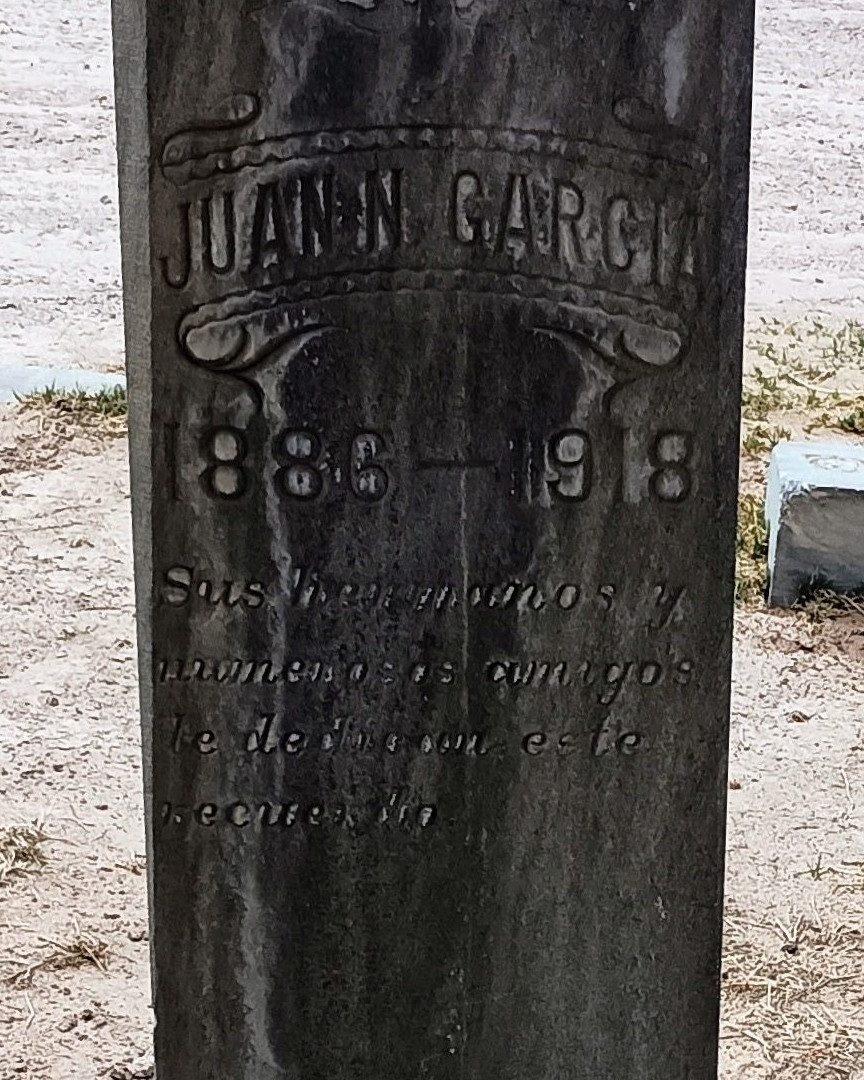 JUAN N. GARCIA
1886 — 1918
Sus hermanos y
numerosos amigos
le dedican este
recuerdo.